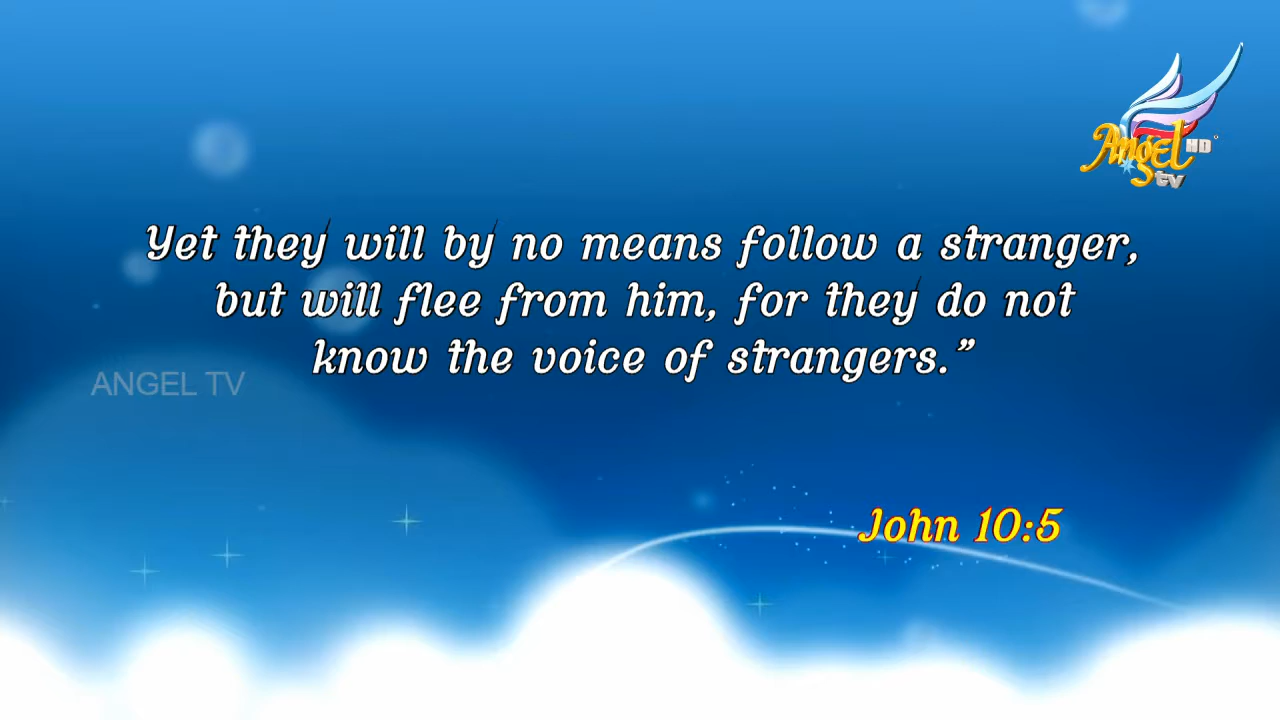 Angel HD
tv
Yet they will by no means follow a stranger,
but will flee from him, for they do not
know the voice of strangers.”
ANGEL TV
John 10:5